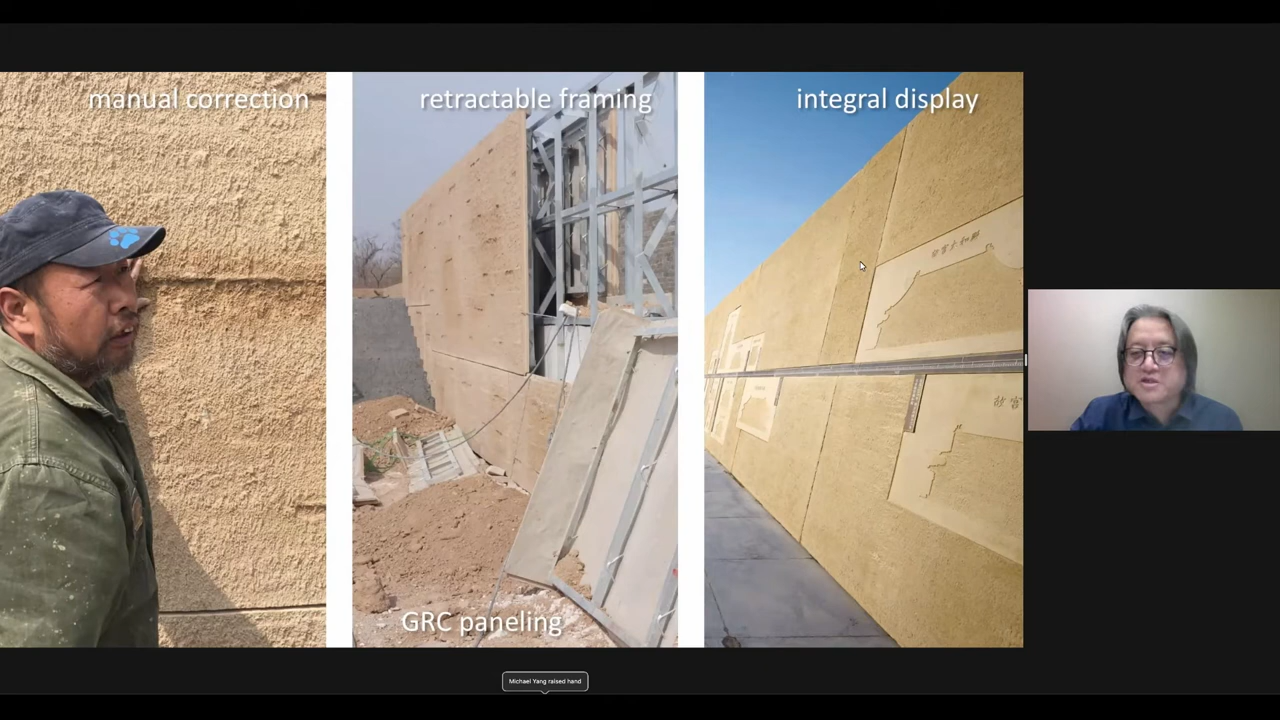 manual correction
retractable framing
integral display
GRC paneling
Michael Yang raised hand